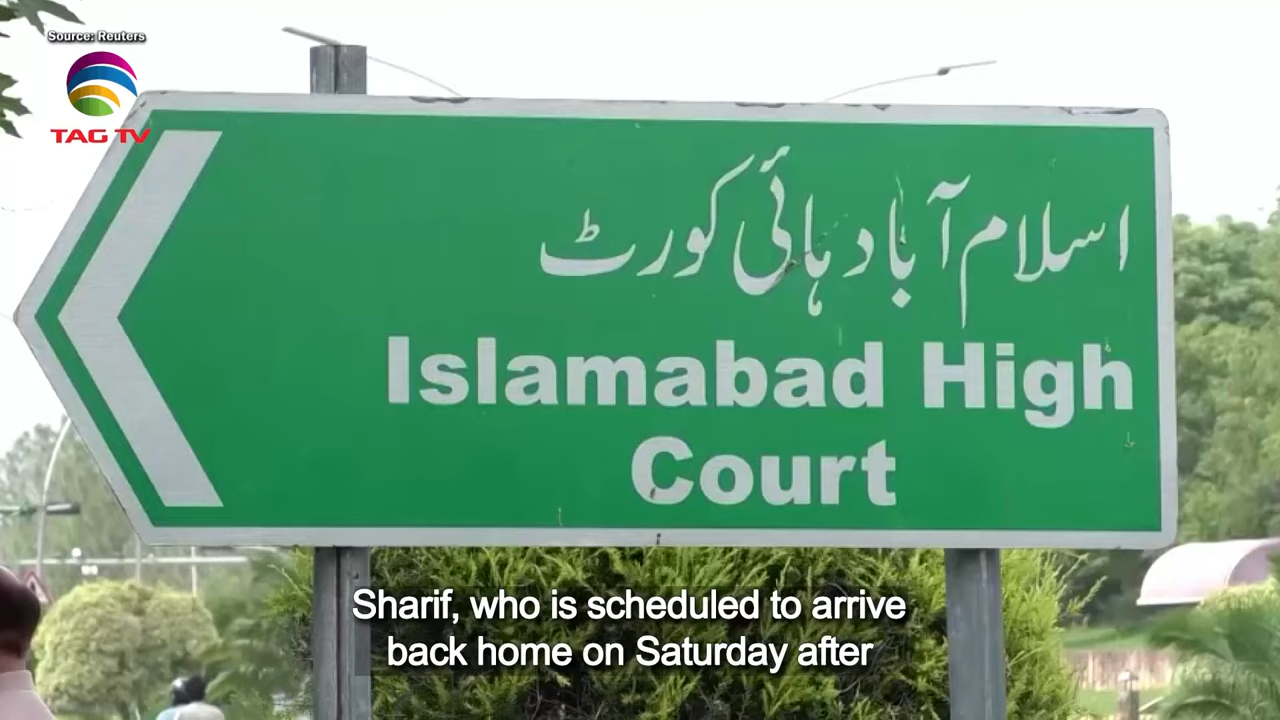 Source: Reuters
TAG TV
اسلام آباد ہائی کورٹ
Islamabad High
Court
Sharif, who is scheduled to arrive
back home on Saturday after